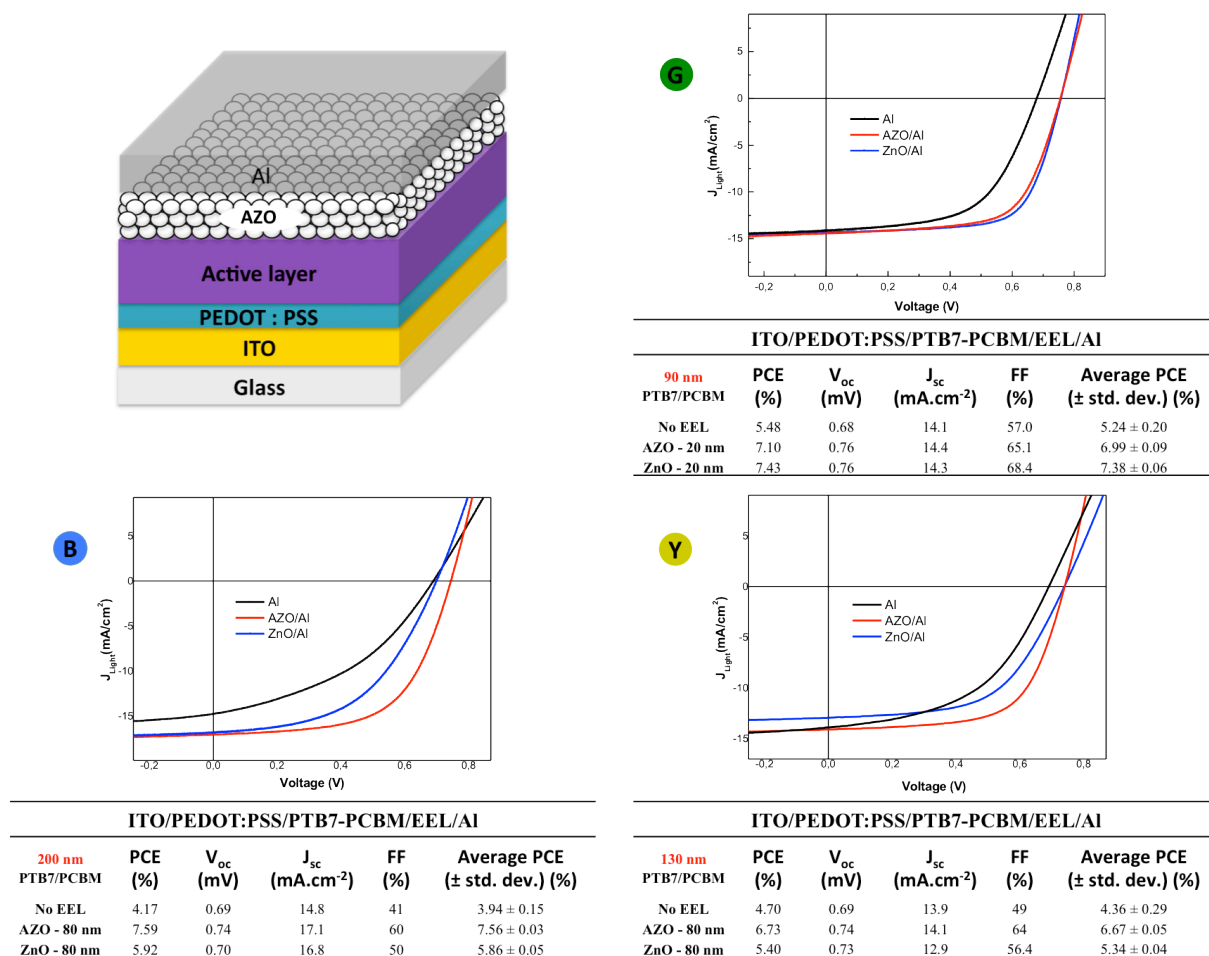 Al
AZO
Active layer
PEDOT : PSS
ITO
Glass
G
5
0
-5
-10
-15
J_Light(mA/cm²)
Al
AZO/Al
ZnO/Al
-0,2 0,0 0,2 0,4 0,6 0,8
Voltage (V)
ITO/PEDOT:PSS/PTB7-PCBM/EEL/Al
90 nm PCE V_oc J_sc FF Average PCE
PTB7/PCBM (%) (mV) (mA.cm⁻²) (%) (± std. dev.) (%)
No EEL 5.48 0.68 14.1 57.0 5.24 ± 0.20
AZO - 20 nm 7.10 0.76 14.4 65.1 6.99 ± 0.09
ZnO - 20 nm 7.43 0.76 14.3 68.4 7.38 ± 0.06
B
5
0
-5
-10
-15
J_Light(mA/cm²)
Al
AZO/Al
ZnO/Al
-0,2 0,0 0,2 0,4 0,6 0,8
Voltage (V)
ITO/PEDOT:PSS/PTB7-PCBM/EEL/Al
200 nm PCE V_oc J_sc FF Average PCE
PTB7/PCBM (%) (mV) (mA.cm⁻²) (%) (± std. dev.) (%)
No EEL 4.17 0.69 14.8 41 3.94 ± 0.15
AZO - 80 nm 7.59 0.74 17.1 60 7.56 ± 0.03
ZnO - 80 nm 5.92 0.70 16.8 50 5.86 ± 0.05
Y
5
0
-5
-10
-15
J_Light(mA/cm²)
Al
AZO/Al
ZnO/Al
-0,2 0,0 0,2 0,4 0,6 0,8
Voltage (V)
ITO/PEDOT:PSS/PTB7-PCBM/EEL/Al
130 nm PCE V_oc J_sc FF Average PCE
PTB7/PCBM (%) (mV) (mA.cm⁻²) (%) (± std. dev.) (%)
No EEL 4.70 0.69 13.9 49 4.36 ± 0.29
AZO - 80 nm 6.73 0.74 14.1 64 6.67 ± 0.05
ZnO - 80 nm 5.40 0.73 12.9 56.4 5.34 ± 0.04